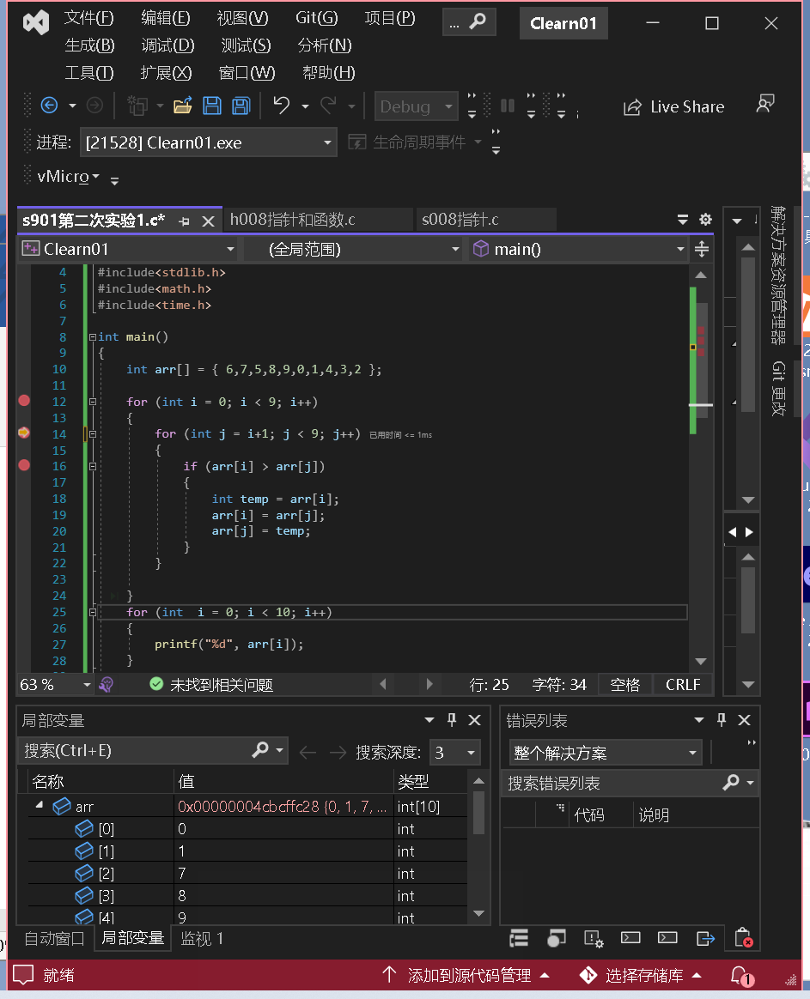 文件(F) 编辑(E) 视图(V) Git(G) 项目(P) ... Clearn01
生成(B) 调试(D) 测试(S) 分析(N)
工具(T) 扩展(X) 窗口(W) 帮助(H)
Debug Live Share
进程: [21528] Clearn01.exe 生命周期事件
vMicro
s901第二次实验1.c* h008指针和函数.c s008指针.c
Clearn01 (全局范围) main()
4 #include<stdlib.h>
5 #include<math.h>
6 #include<time.h>
7
8 int main()
9 {
10 int arr[] = { 6,7,5,8,9,0,1,4,3,2 };
11
12 for (int i = 0; i < 9; i++)
13 {
14 for (int j = i+1; j < 9; j++) 已用时间 <= 1ms
15 {
16 if (arr[i] > arr[j])
17 {
18 int temp = arr[i];
19 arr[i] = arr[j];
20 arr[j] = temp;
21 }
22 }
23
24 }
25 for (int  i = 0; i < 10; i++)
26 {
27 printf("%d", arr[i]);
28 }
63 % 未找到相关问题 行: 25 字符: 34 空格 CRLF
解决方案资源管理器
Git 更改
局部变量
搜索(Ctrl+E) 搜索深度: 3
名称 值 类型
arr 0x00000004cbcffc28 {0, 1, 7, ... int[10]
[0] 0 int
[1] 1 int
[2] 7 int
[3] 8 int
[4] 9 int
自动窗口 局部变量 监视 1
错误列表
整个解决方案
搜索错误列表
代码 说明
就绪 添加到源代码管理 选择存储库 1